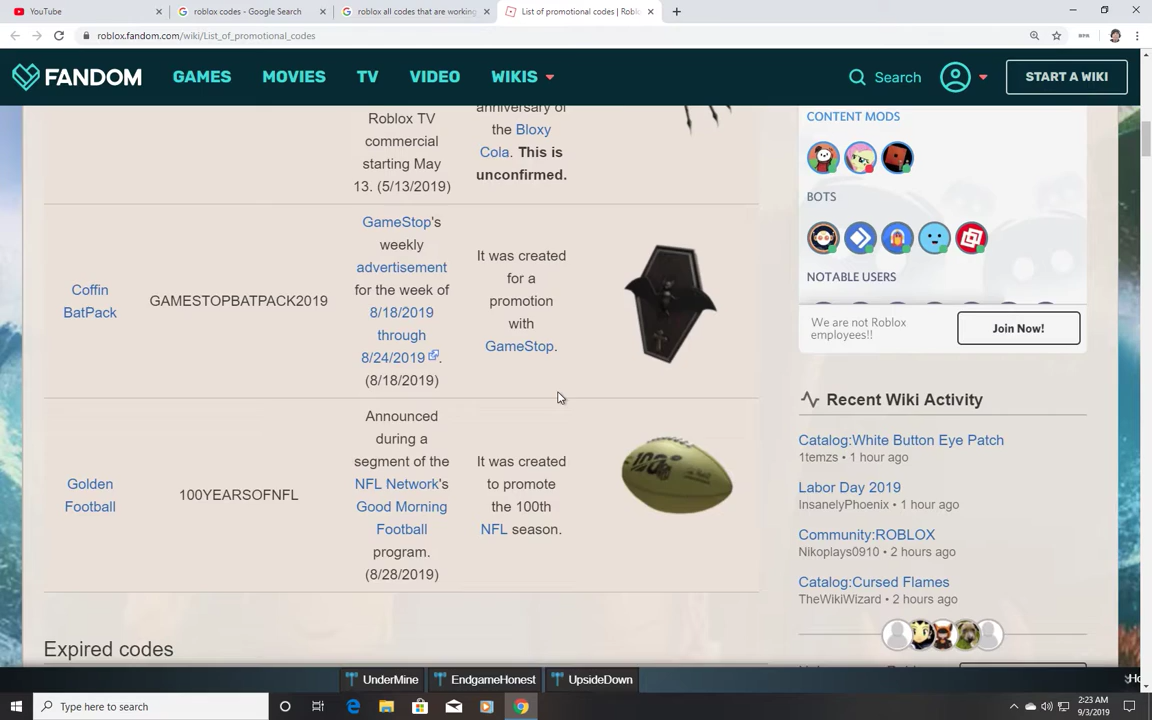 YouTube
roblox codes - Google Search
roblox all codes that are working
List of promotional codes | Robl
roblox.fandom.com/wiki/List_of_promotional_codes
FANDOM GAMES MOVIES TV VIDEO WIKIS Search START A WIKI
Roblox TV
commercial
starting May
13. (5/13/2019)
anniversary of
the Bloxy
Cola. This is
unconfirmed.
Coffin
BatPack
GAMESTOPBATPACK2019
GameStop's
weekly
advertisement
for the week of
8/18/2019
through
8/24/2019.
(8/18/2019)
It was created
for a
promotion
with
GameStop.
Golden
Football
100YEARSOFNFL
Announced
during a
segment of the
NFL Network's
Good Morning
Football
program.
(8/28/2019)
It was created
to promote
the 100th
NFL season.
100
Expired codes
CONTENT MODS
BOTS
NOTABLE USERS
We are not Roblox
employees!!
Join Now!
Recent Wiki Activity
Catalog:White Button Eye Patch
1temzs • 1 hour ago
Labor Day 2019
InsanelyPhoenix • 1 hour ago
Community:ROBLOX
Nikoplays0910 • 2 hours ago
Catalog:Cursed Flames
TheWikiWizard • 2 hours ago
UnderMine EndgameHonest UpsideDown
Type here to search
2:23 AM
9/3/2019